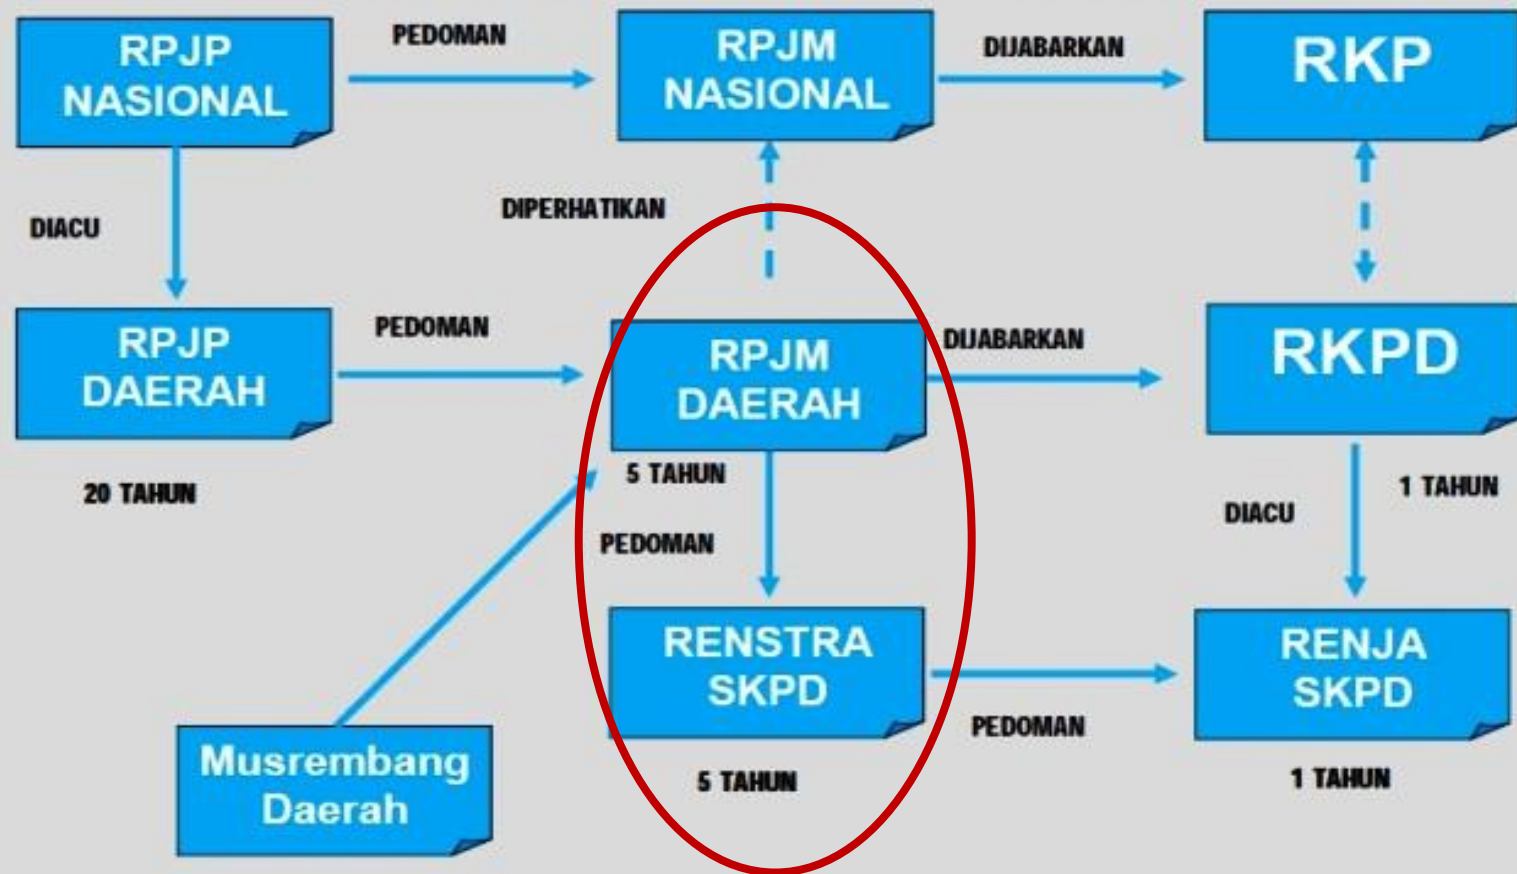 RPJP
NASIONAL
PEDOMAN
RPJM
NASIONAL
DIJABARKAN
RKP
DIACU
DIPERHATIKAN
RPJP
DAERAH
PEDOMAN
RPJM
DAERAH
DIJABARKAN
RKPD
20 TAHUN
5 TAHUN
1 TAHUN
PEDOMAN
DIACU
RENSTRA
SKPD
PEDOMAN
RENJA
SKPD
5 TAHUN
1 TAHUN
Musrembang
Daerah